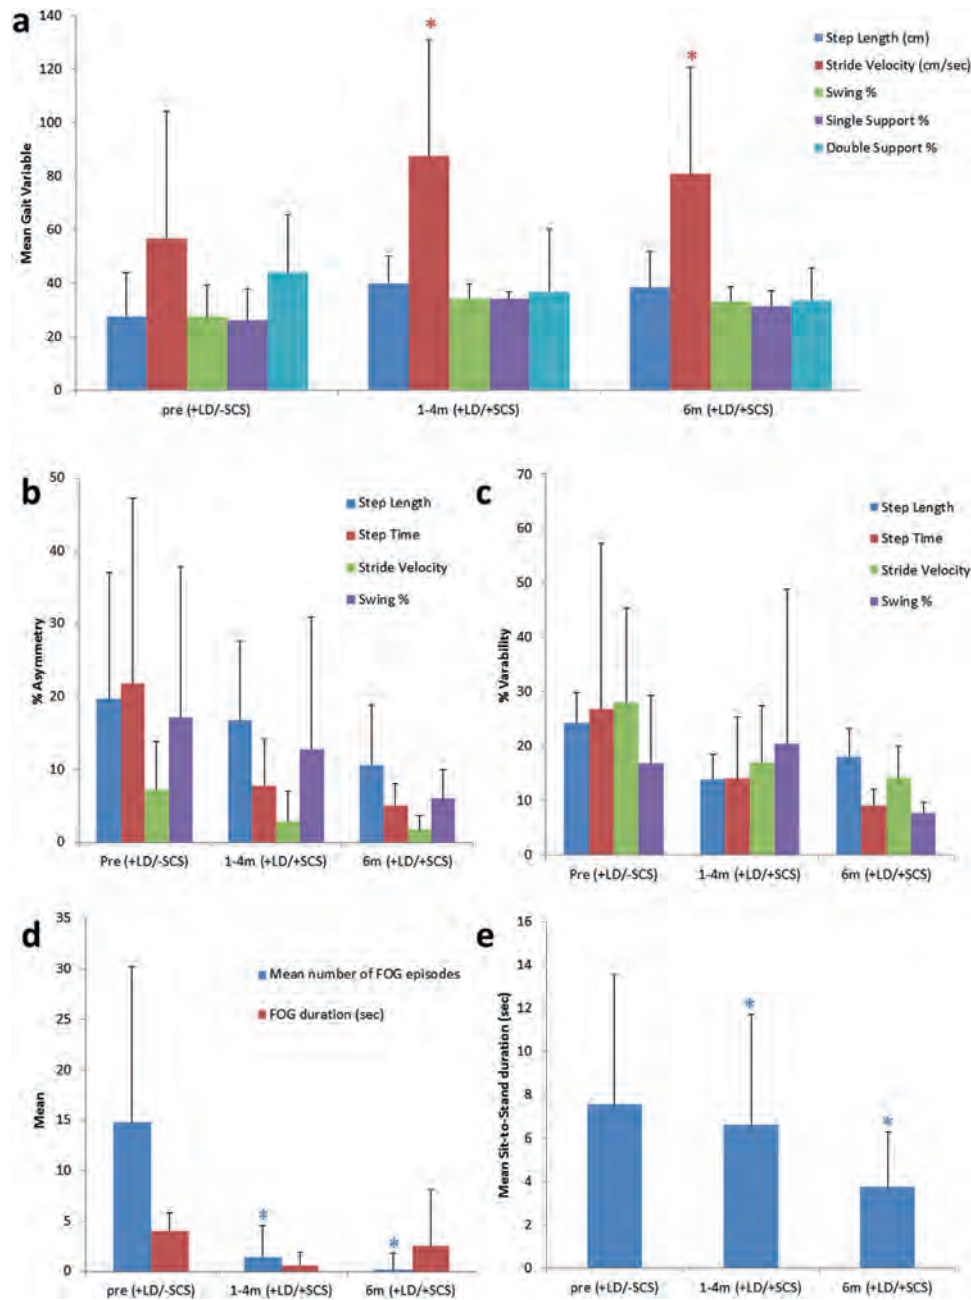 a
140
120
100
80
60
40
20
0
Mean Gait Variable
*
*
Step Length (cm)
Stride Velocity (cm/sec)
Swing %
Single Support %
Double Support %
pre (+LD/-SCS)
1-4m (+LD/+SCS)
6m (+LD/+SCS)
b
50
40
30
20
10
0
% Asymmetry
Step Length
Step Time
Stride Velocity
Swing %
Pre (+LD/-SCS)
1-4m (+LD/+SCS)
6m (+LD/+SCS)
c
70
60
50
40
30
20
10
0
% Varability
Step Length
Step Time
Stride Velocity
Swing %
Pre (+LD/-SCS)
1-4m (+LD/+SCS)
6m (+LD/+SCS)
d
35
30
25
20
15
10
5
0
Mean
Mean number of FOG episodes
FOG duration (sec)
*
*
pre (+LD/-SCS)
1-4m (+LD/+SCS)
6m (+LD/+SCS)
e
16
14
12
10
8
6
4
2
0
Mean Sit-to-Stand duration (sec)
*
*
pre (+LD/-SCS)
1-4m (+LD/+SCS)
6m (+LD/+SCS)